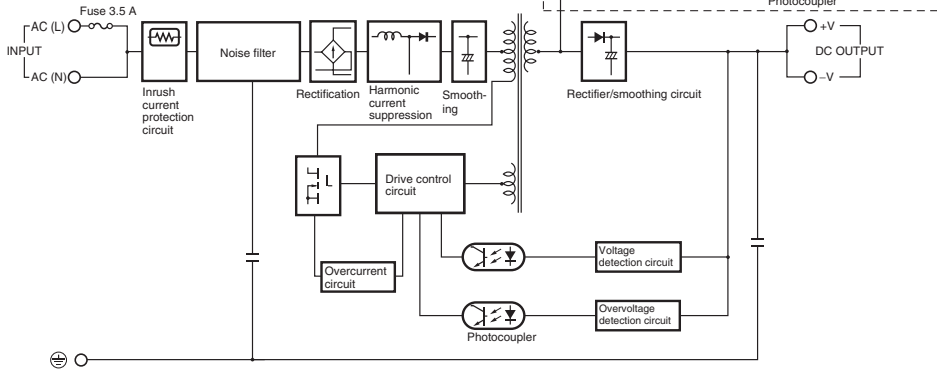 Photocoupler
Fuse 3.5 A
AC (L)
INPUT
AC (N)
Noise filter
Inrush
current
protection
circuit
Rectification
Harmonic
current
suppression
Smooth-
ing
Rectifier/smoothing circuit
+V
DC OUTPUT
–V
Drive control
circuit
Overcurrent
circuit
Voltage
detection circuit
Overvoltage
detection circuit
Photocoupler